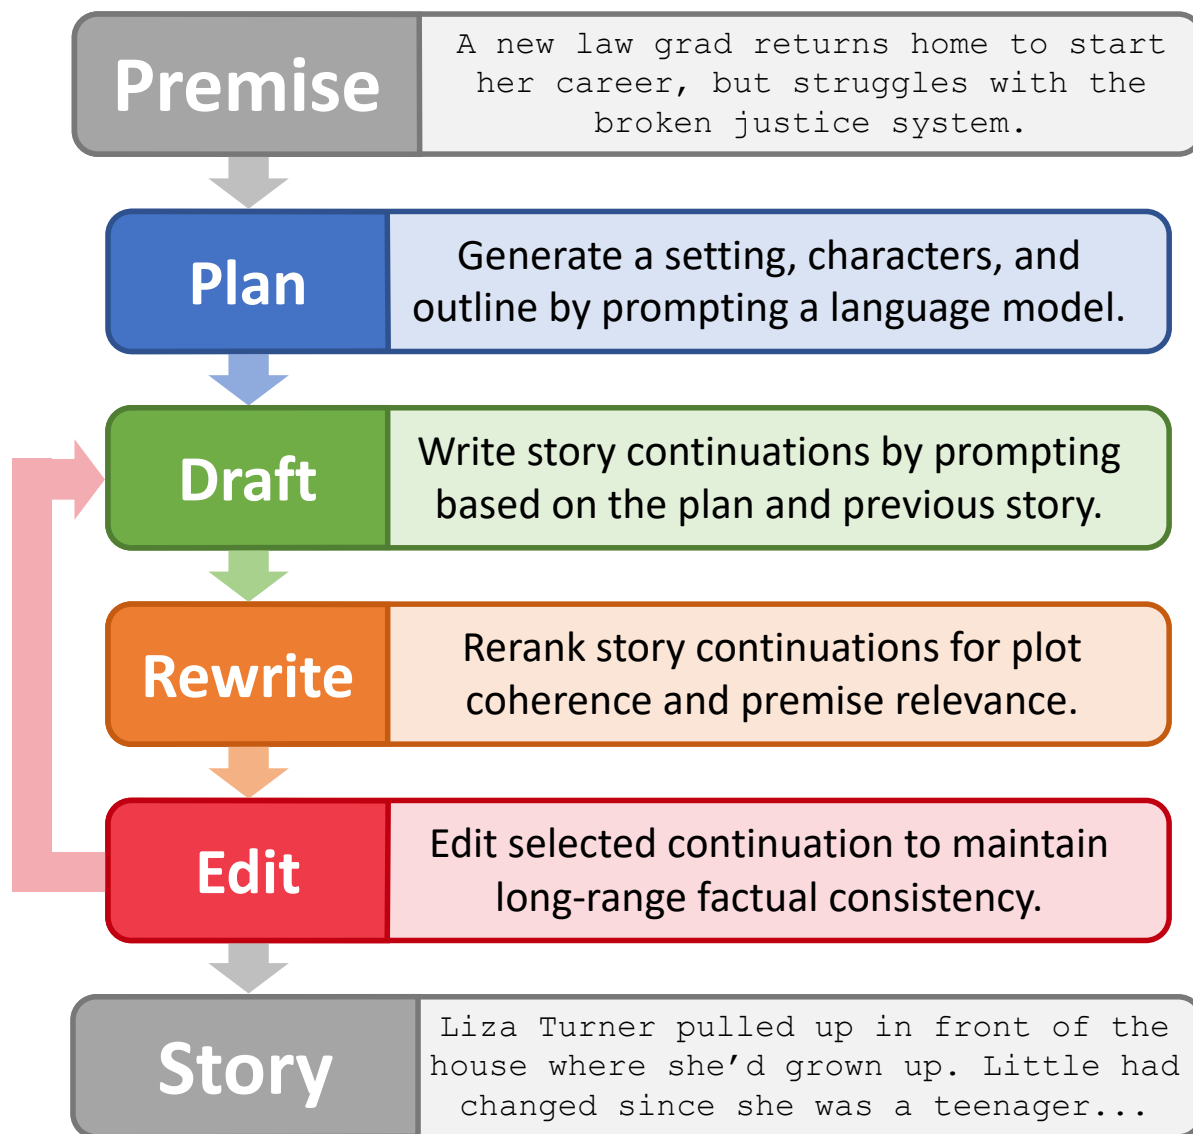 Premise
A new law grad returns home to start
her career, but struggles with the
broken justice system.
Plan
Generate a setting, characters, and
outline by prompting a language model.
Draft
Write story continuations by prompting
based on the plan and previous story.
Rewrite
Rerank story continuations for plot
coherence and premise relevance.
Edit
Edit selected continuation to maintain
long-range factual consistency.
Story
Liza Turner pulled up in front of the
house where she’d grown up. Little had
changed since she was a teenager...